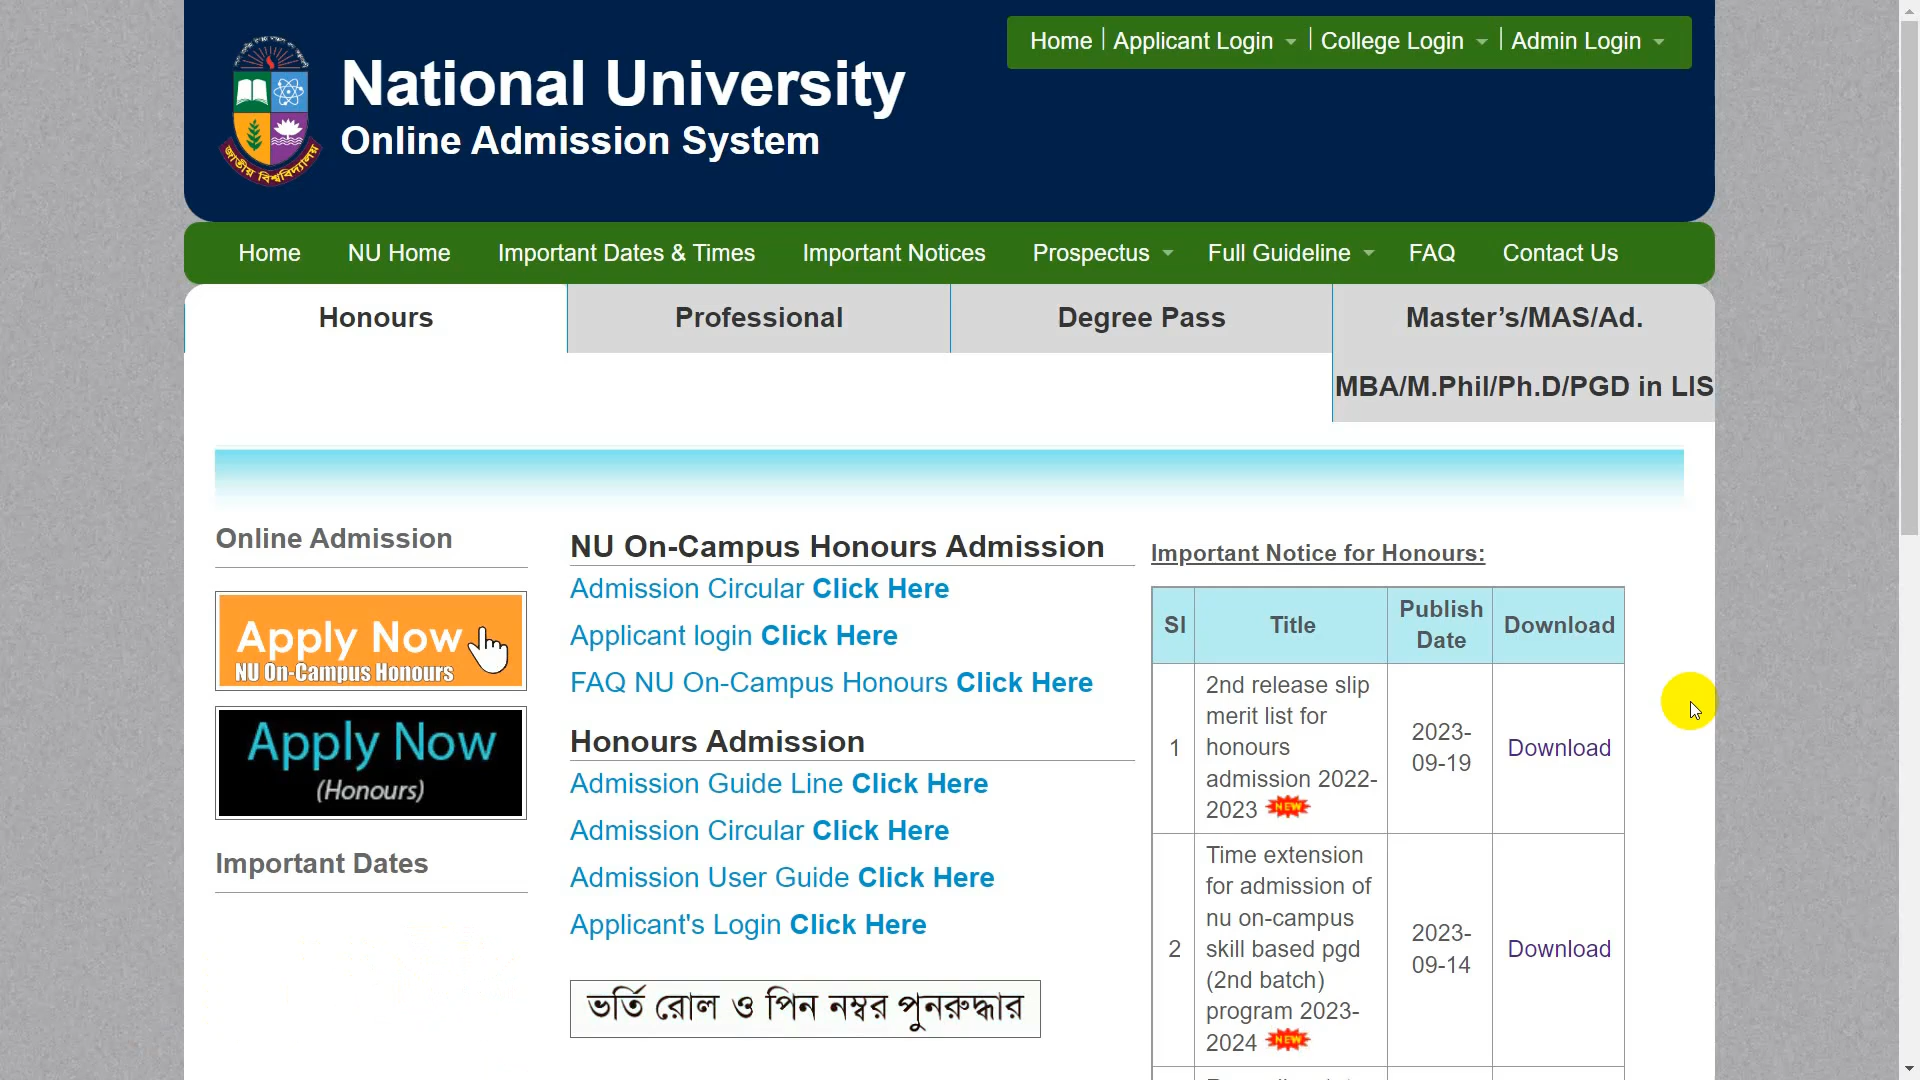 Home
Applicant Login
College Login
Admin Login
National University
Online Admission System
জাতীয় বিশ্ববিদ্যালয়
Home
NU Home
Important Dates & Times
Important Notices
Prospectus
Full Guideline
FAQ
Contact Us
Honours
Professional
Degree Pass
Master’s/MAS/Ad.
MBA/M.Phil/Ph.D/PGD in LIS
Online Admission
Apply Now
NU On-Campus Honours
Apply Now
(Honours)
Important Dates
NU On-Campus Honours Admission
Admission Circular Click Here
Applicant login Click Here
FAQ NU On-Campus Honours Click Here
Honours Admission
Admission Guide Line Click Here
Admission Circular Click Here
Admission User Guide Click Here
Applicant's Login Click Here
ভর্তি রোল ও পিন নম্বর পুনরুদ্ধার
Important Notice for Honours:
Sl
Title
Publish
Date
Download
1
2nd release slip
merit list for
honours
admission 2022-
2023 NEW
2023-
09-19
Download
2
Time extension
for admission of
nu on-campus
skill based pgd
(2nd batch)
program 2023-
2024 NEW
2023-
09-14
Download